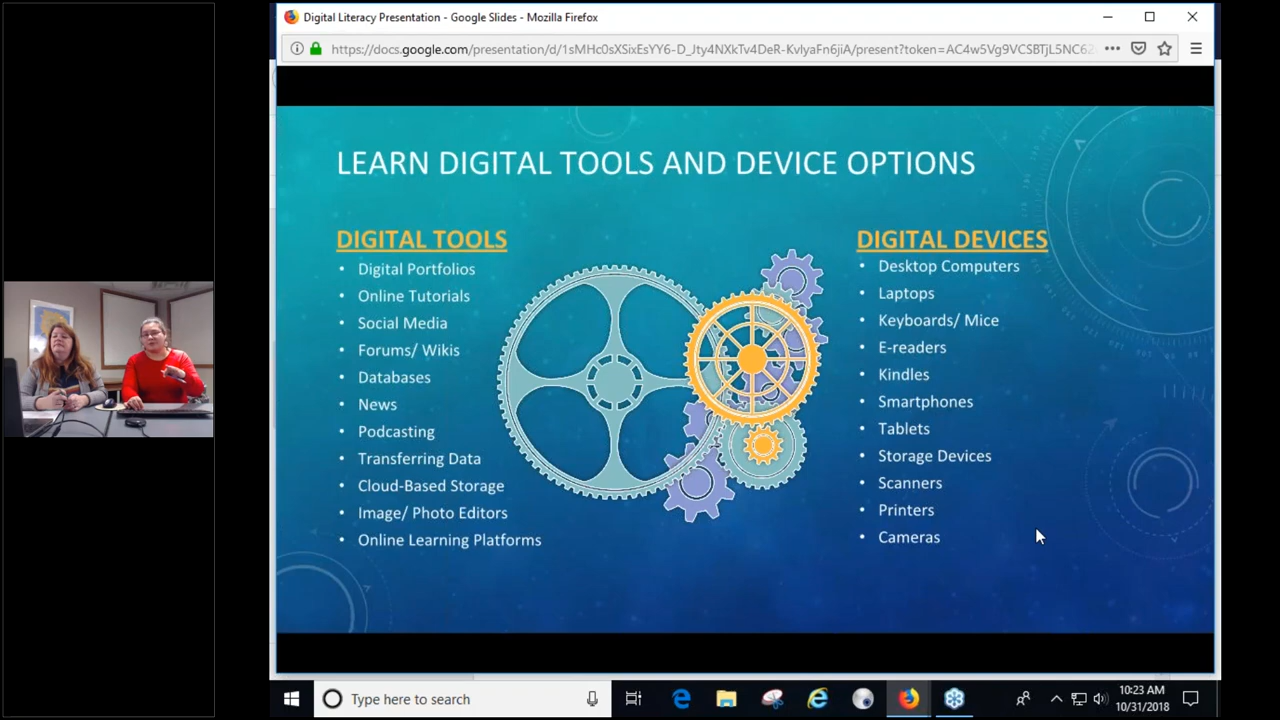 Digital Literacy Presentation - Google Slides - Mozilla Firefox
https://docs.google.com/presentation/d/1sMHc0sXSixEsYY6-D_Jty4NXkTv4DeR-KvIyaFn6jiA/present?token=AC4w5Vg9VCSBTjL5NC62
LEARN DIGITAL TOOLS AND DEVICE OPTIONS
DIGITAL TOOLS
• Digital Portfolios
• Online Tutorials
• Social Media
• Forums/ Wikis
• Databases
• News
• Podcasting
• Transferring Data
• Cloud-Based Storage
• Image/ Photo Editors
• Online Learning Platforms
DIGITAL DEVICES
• Desktop Computers
• Laptops
• Keyboards/ Mice
• E-readers
• Kindles
• Smartphones
• Tablets
• Storage Devices
• Scanners
• Printers
• Cameras
Type here to search
10:23 AM
10/31/2018